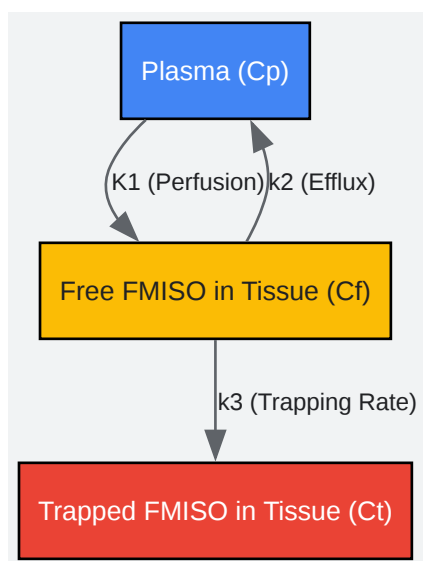 Plasma (Cp)
K1 (Perfusion)
k2 (Efflux)
Free FMISO in Tissue (Cf)
k3 (Trapping Rate)
Trapped FMISO in Tissue (Ct)